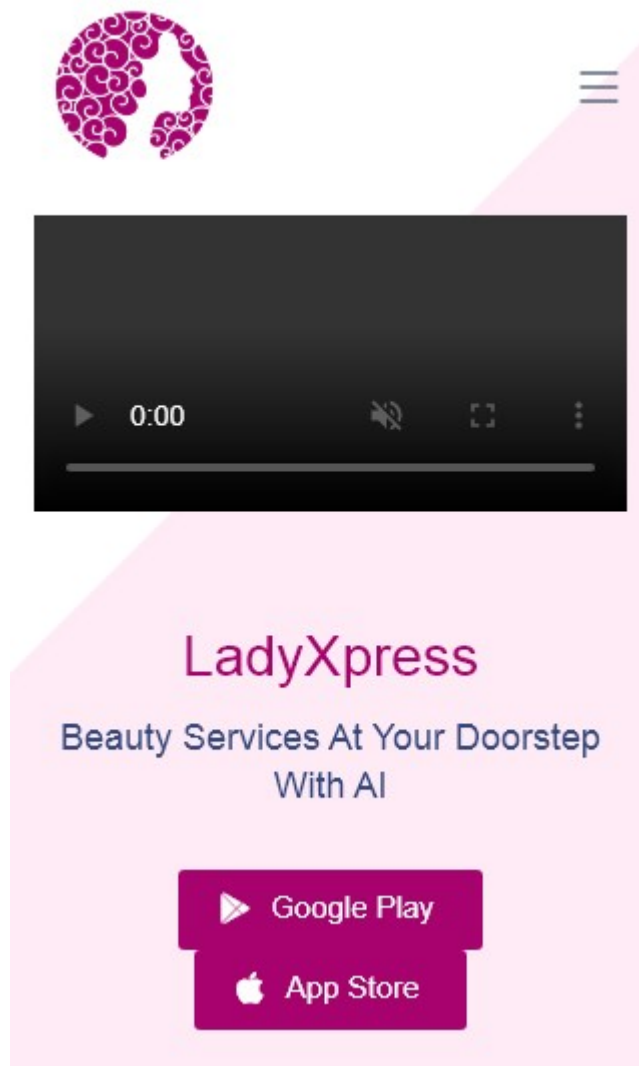 0:00
LadyXpress
Beauty Services At Your Doorstep
With AI
Google Play
App Store